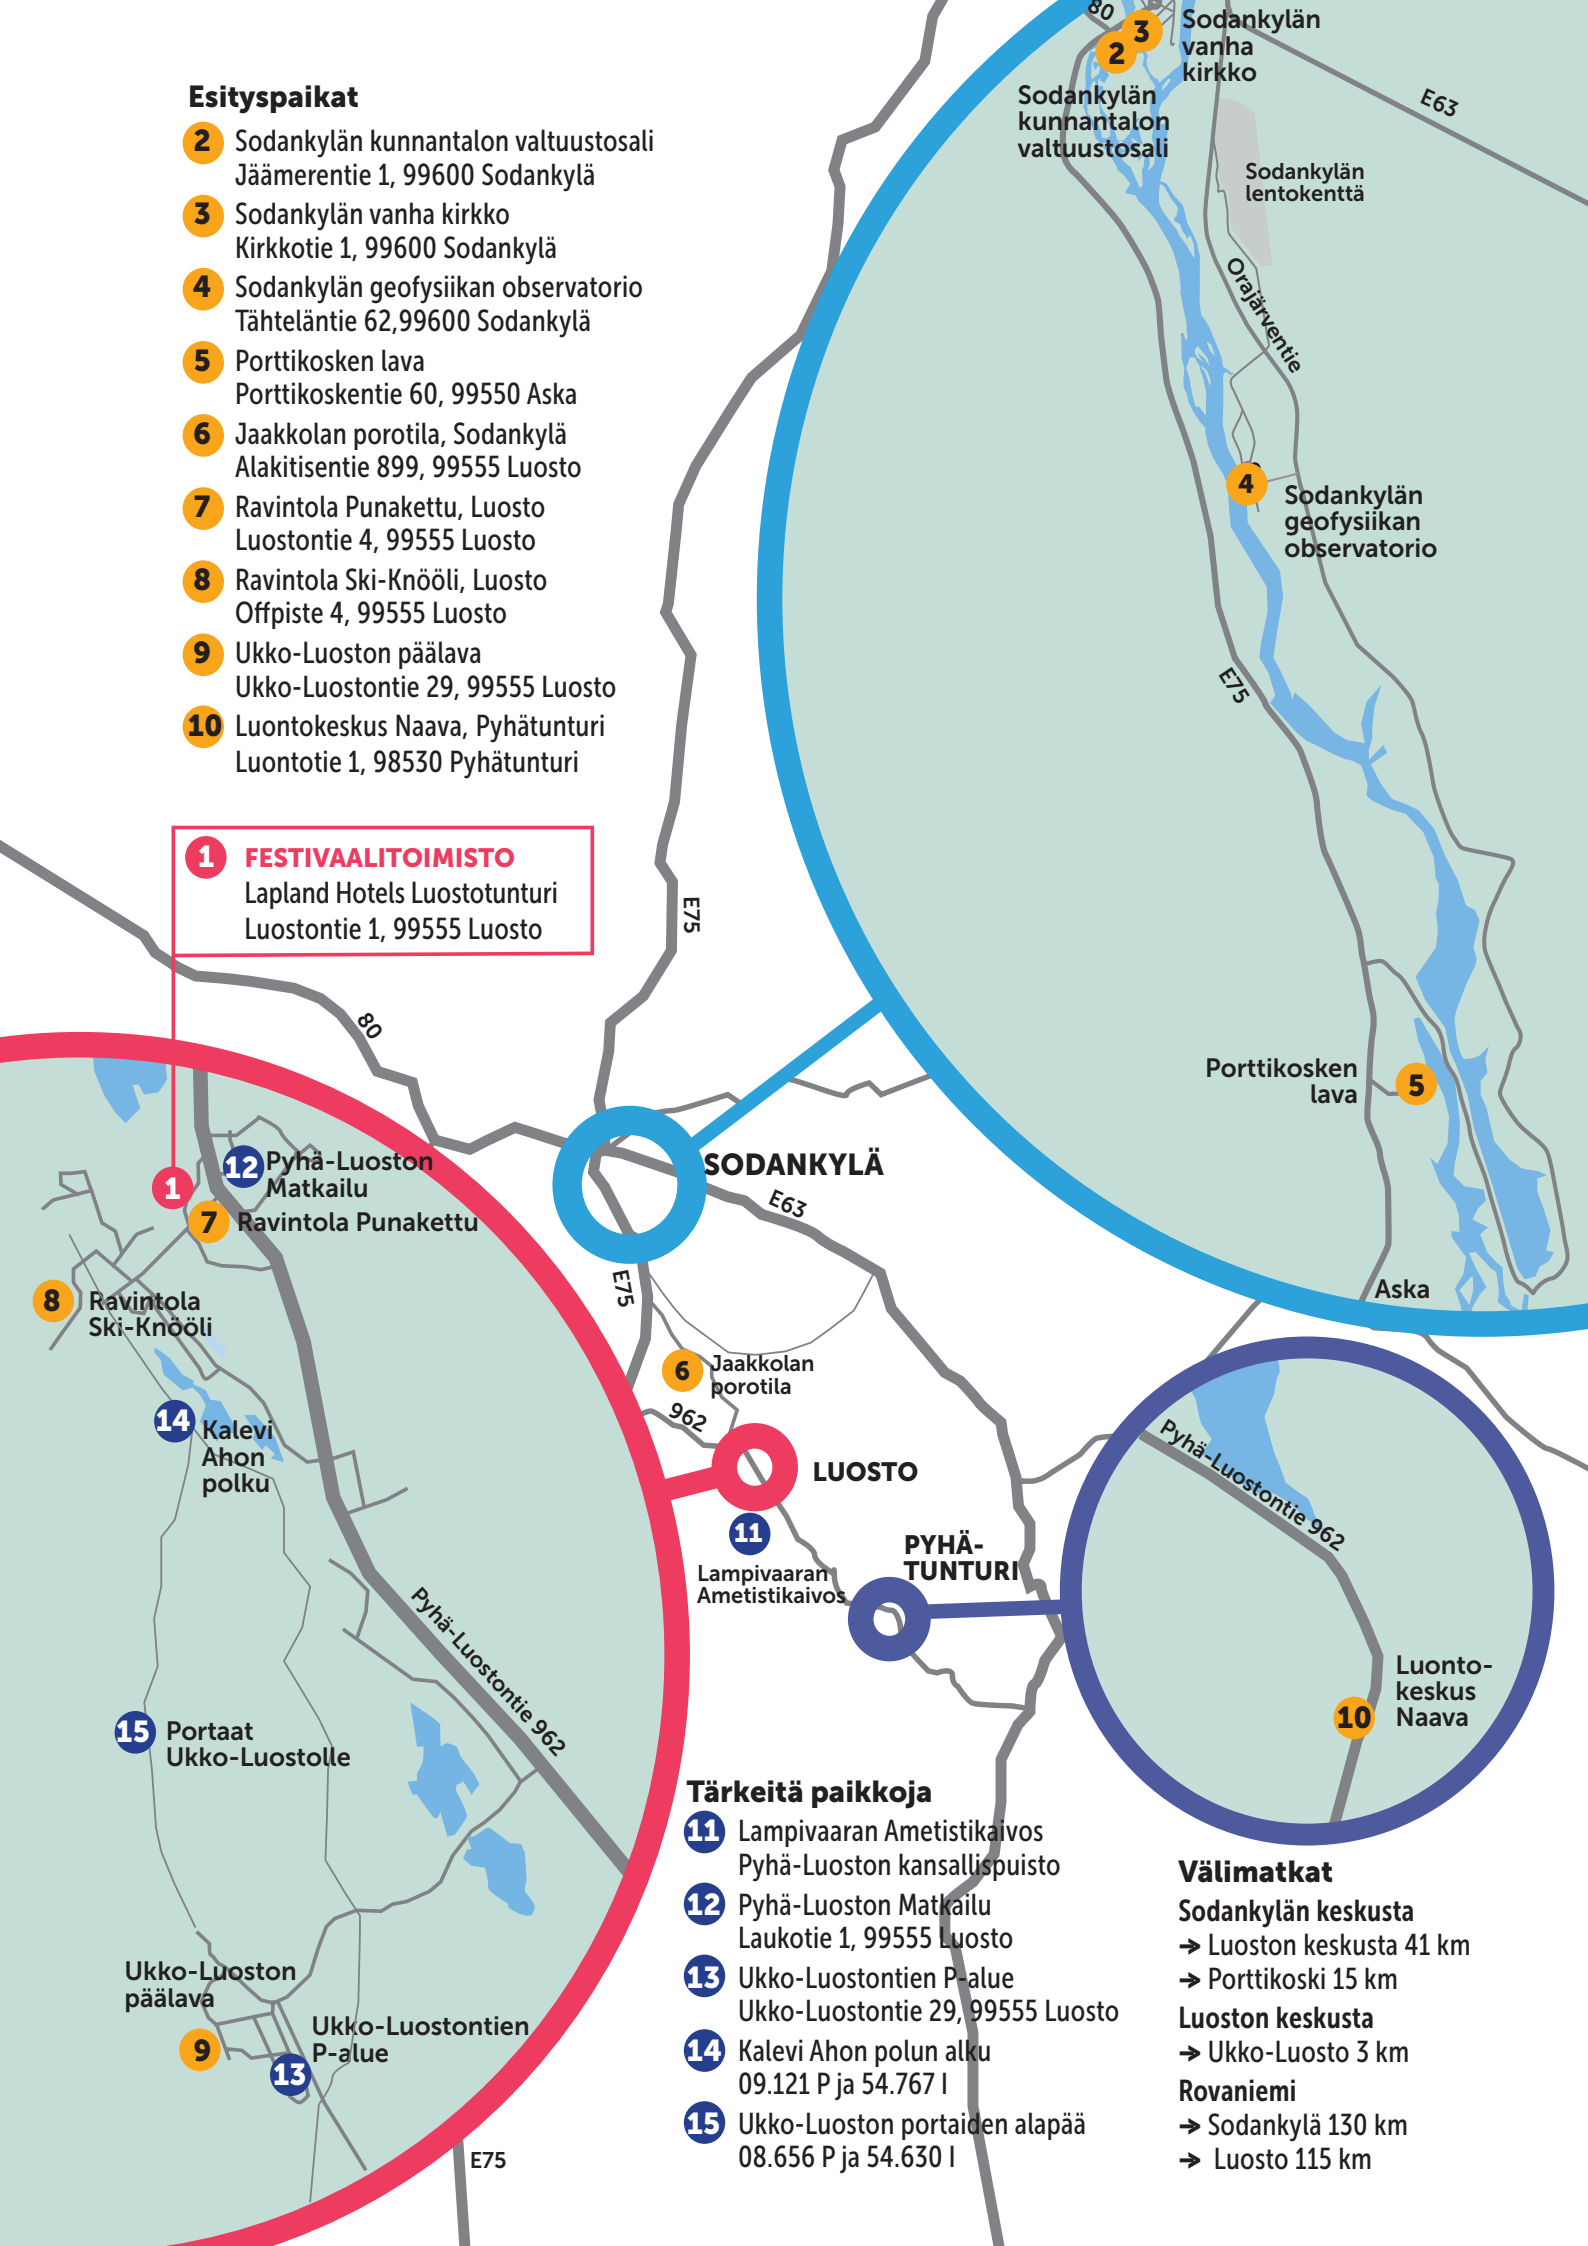 Esityspaikat
2 Sodankylän kunnantalon valtuustosali
Jäämerentie 1, 99600 Sodankylä
3 Sodankylän vanha kirkko
Kirkkotie 1, 99600 Sodankylä
4 Sodankylän geofysiikan observatorio
Tähteläntie 62,99600 Sodankylä
5 Porttikosken lava
Porttikoskentie 60, 99550 Aska
6 Jaakkolan porotila, Sodankylä
Alakitisentie 899, 99555 Luosto
7 Ravintola Punakettu, Luosto
Luostontie 4, 99555 Luosto
8 Ravintola Ski-Knööli, Luosto
Offpiste 4, 99555 Luosto
9 Ukko-Luoston päälava
Ukko-Luostontie 29, 99555 Luosto
10 Luontokeskus Naava, Pyhätunturi
Luontotie 1, 98530 Pyhätunturi
1 FESTIVAALITOIMISTO
Lapland Hotels Luostotunturi
Luostontie 1, 99555 Luosto
80
3
2
Sodankylän
vanha
kirkko
Sodankylän
kunnantalon
valtuustosali
E63
Sodankylän
lentokenttä
Orajärventie
4
Sodankylän
geofysiikan
observatorio
E75
Porttikosken
lava
5
Aska
E75
80
SODANKYLÄ
E63
E75
6
Jaakkolan
porotila
962
LUOSTO
11
Lampivaaran
Ametistikaivos
PYHÄ-
TUNTURI
12
Pyhä-Luoston
Matkailu
1
7
Ravintola Punakettu
8
Ravintola
Ski-Knööli
14
Kalevi
Ahon
polku
Pyhä-Luostontie 962
15
Portaat
Ukko-Luostolle
Ukko-Luoston
päälava
9
Ukko-Luostontien
P-alue
13
E75
Pyhä-Luostontie 962
Luonto-
keskus
Naava
10
Tärkeitä paikkoja
11 Lampivaaran Ametistikaivos
Pyhä-Luoston kansallispuisto
12 Pyhä-Luoston Matkailu
Laukotie 1, 99555 Luosto
13 Ukko-Luostontien P-alue
Ukko-Luostontie 29, 99555 Luosto
14 Kalevi Ahon polun alku
09.121 P ja 54.767 I
15 Ukko-Luoston portaiden alapää
08.656 P ja 54.630 I
Välimatkat
Sodankylän keskusta
→ Luoston keskusta 41 km
→ Porttikoski 15 km
Luoston keskusta
→ Ukko-Luosto 3 km
Rovaniemi
→ Sodankylä 130 km
→ Luosto 115 km